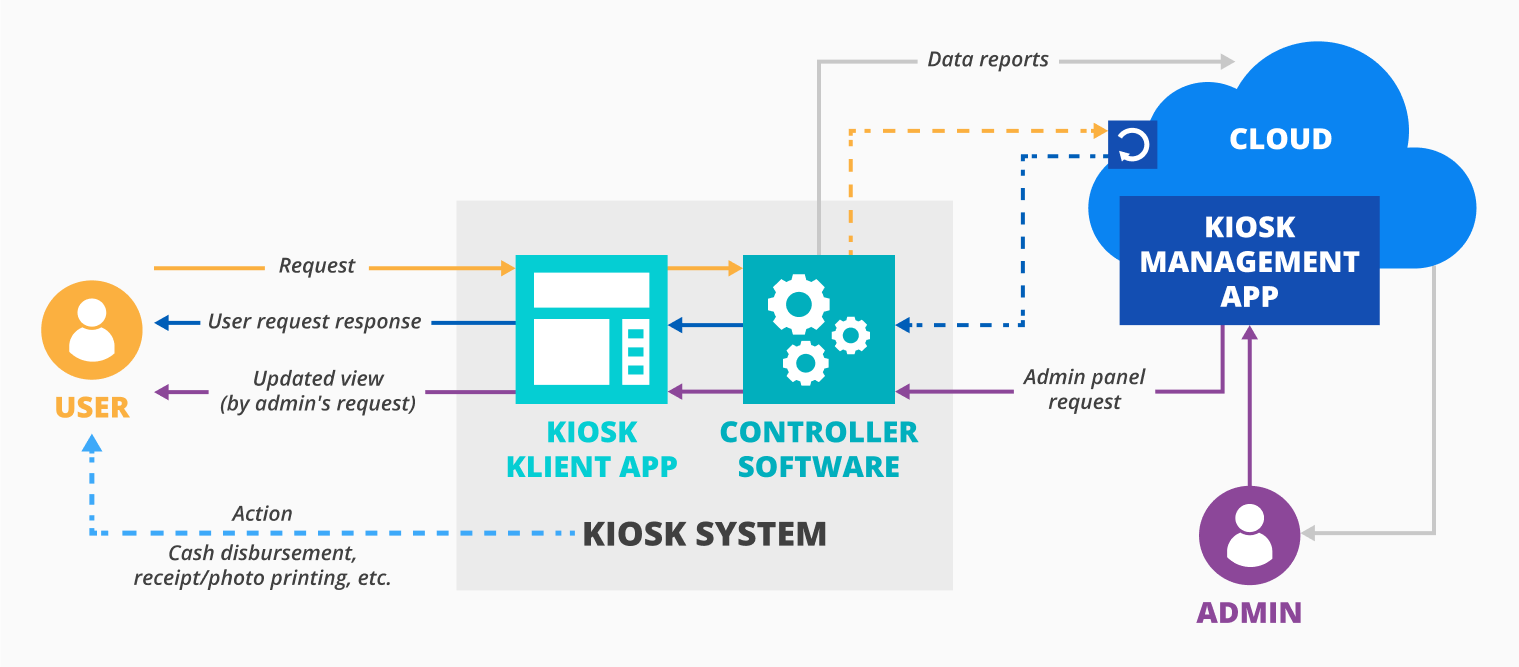 Data reports
CLOUD
KIOSK
MANAGEMENT
APP
Request
User request response
Updated view
(by admin's request)
USER
KIOSK
KLIENT APP
CONTROLLER
SOFTWARE
Admin panel
request
Action
Cash disbursement,
receipt/photo printing, etc.
KIOSK SYSTEM
ADMIN